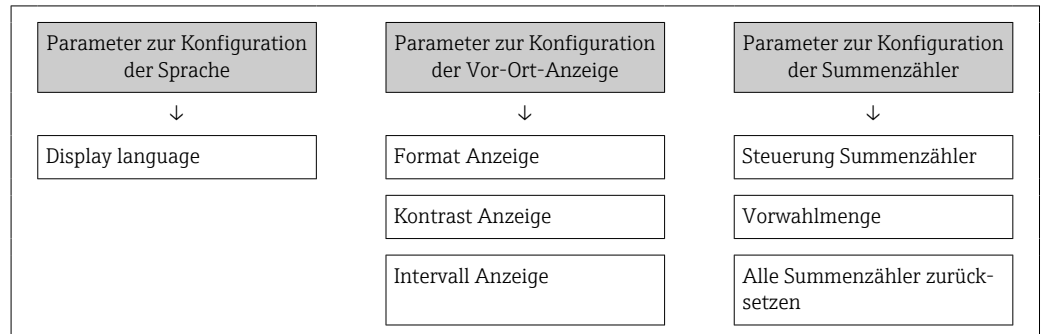 Parameter zur Konfiguration
der Sprache
↓
Display language
Parameter zur Konfiguration
der Vor-Ort-Anzeige
↓
Format Anzeige
Kontrast Anzeige
Intervall Anzeige
Parameter zur Konfiguration
der Summenzähler
↓
Steuerung Summenzähler
Vorwahlmenge
Alle Summenzähler zurück-
setzen